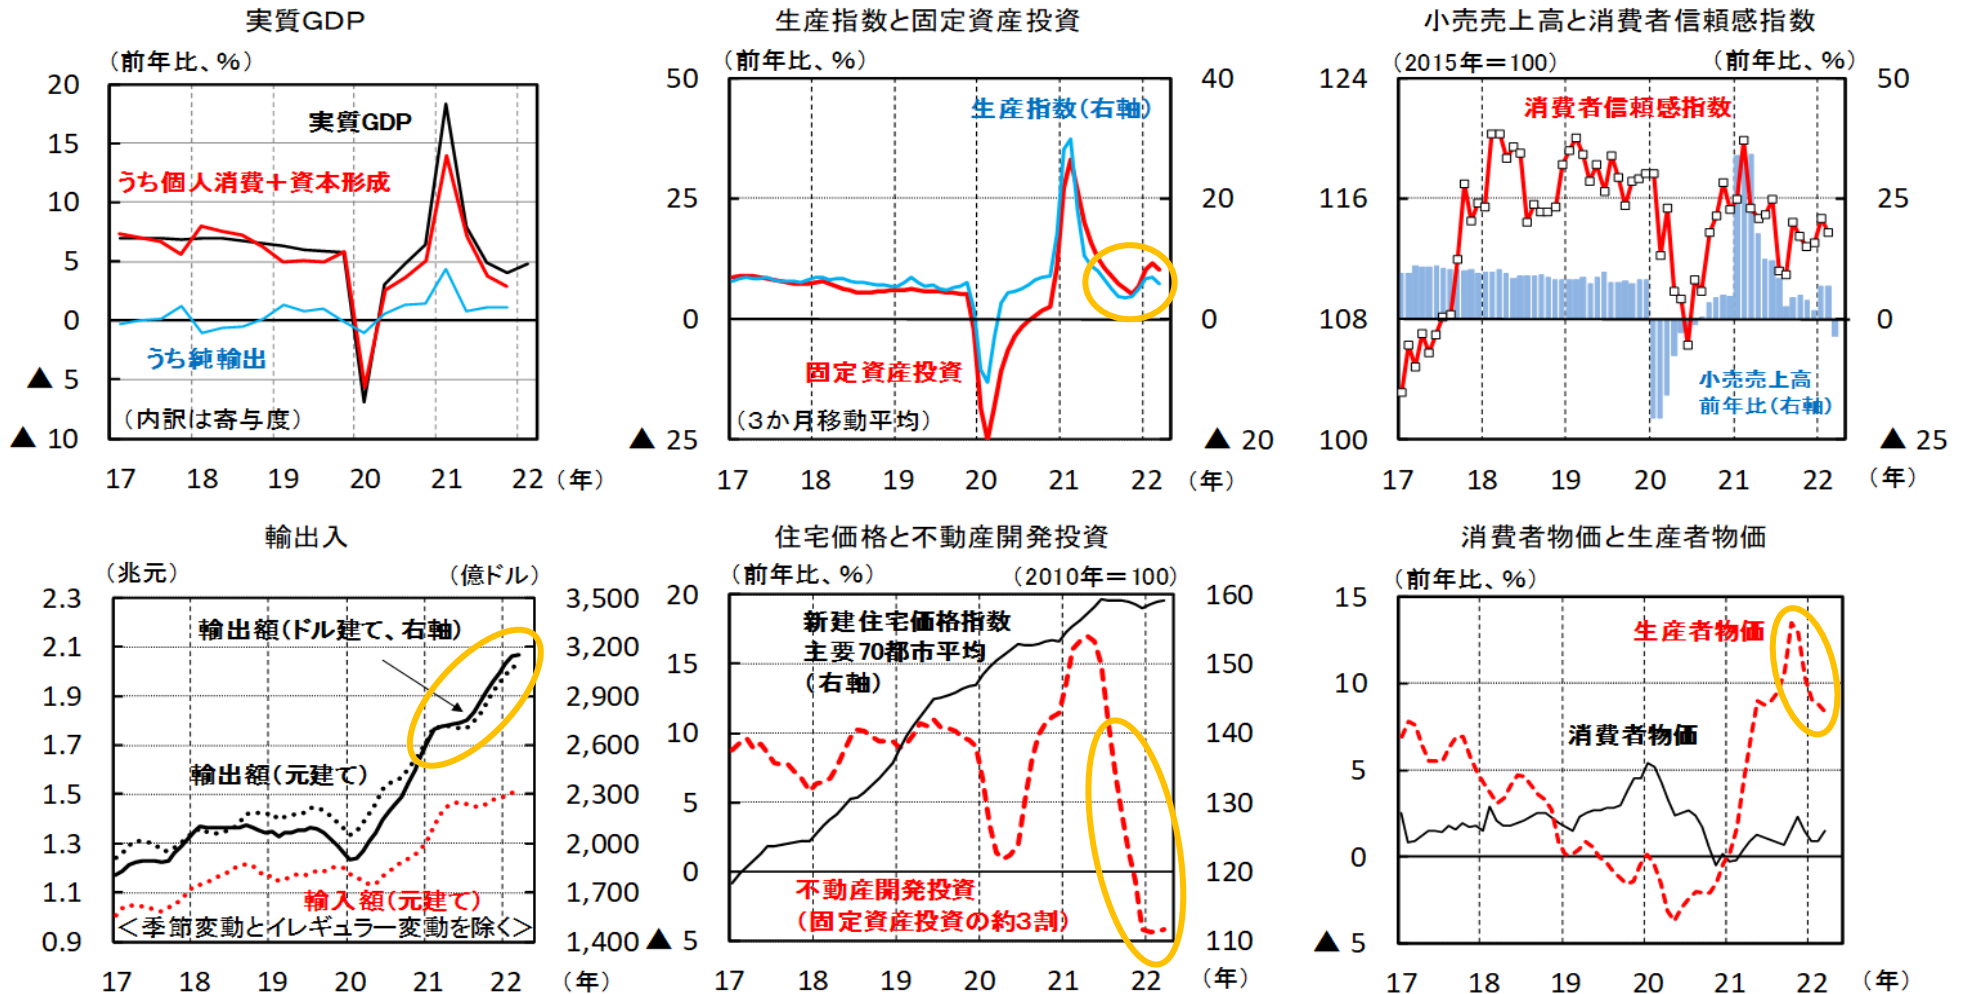 実質GDP
(前年比、%)
20
15
10
5
0
▲ 5
▲ 10
実質GDP
うち個人消費+資本形成
うち純輸出
(内訳は寄与度)
17 18 19 20 21 22 (年)
生産指数と固定資産投資
(前年比、%)
50
25
0
▲ 25
40
20
0
▲ 20
生産指数(右軸)
固定資産投資
(3か月移動平均)
17 18 19 20 21 22 (年)
小売売上高と消費者信頼感指数
(2015年=100) (前年比、%)
124
116
108
100
50
25
0
▲ 25
消費者信頼感指数
小売売上高
前年比(右軸)
17 18 19 20 21 22 (年)
輸出入
(兆元) (億ドル)
2.3
2.1
1.9
1.7
1.5
1.3
1.1
0.9
3,500
3,200
2,900
2,600
2,300
2,000
1,700
1,400
輸出額(ドル建て、右軸)
輸出額(元建て)
輸入額(元建て)
<季節変動とイレギュラー変動を除く>
17 18 19 20 21 22 (年)
住宅価格と不動産開発投資
(前年比、%) (2010年=100)
20
15
10
5
0
▲ 5
160
150
140
130
120
110
新建住宅価格指数
主要70都市平均
(右軸)
不動産開発投資
(固定資産投資の約3割)
17 18 19 20 21 22 (年)
消費者物価と生産者物価
(前年比、%)
15
10
5
0
▲ 5
生産者物価
消費者物価
17 18 19 20 21 22 (年)